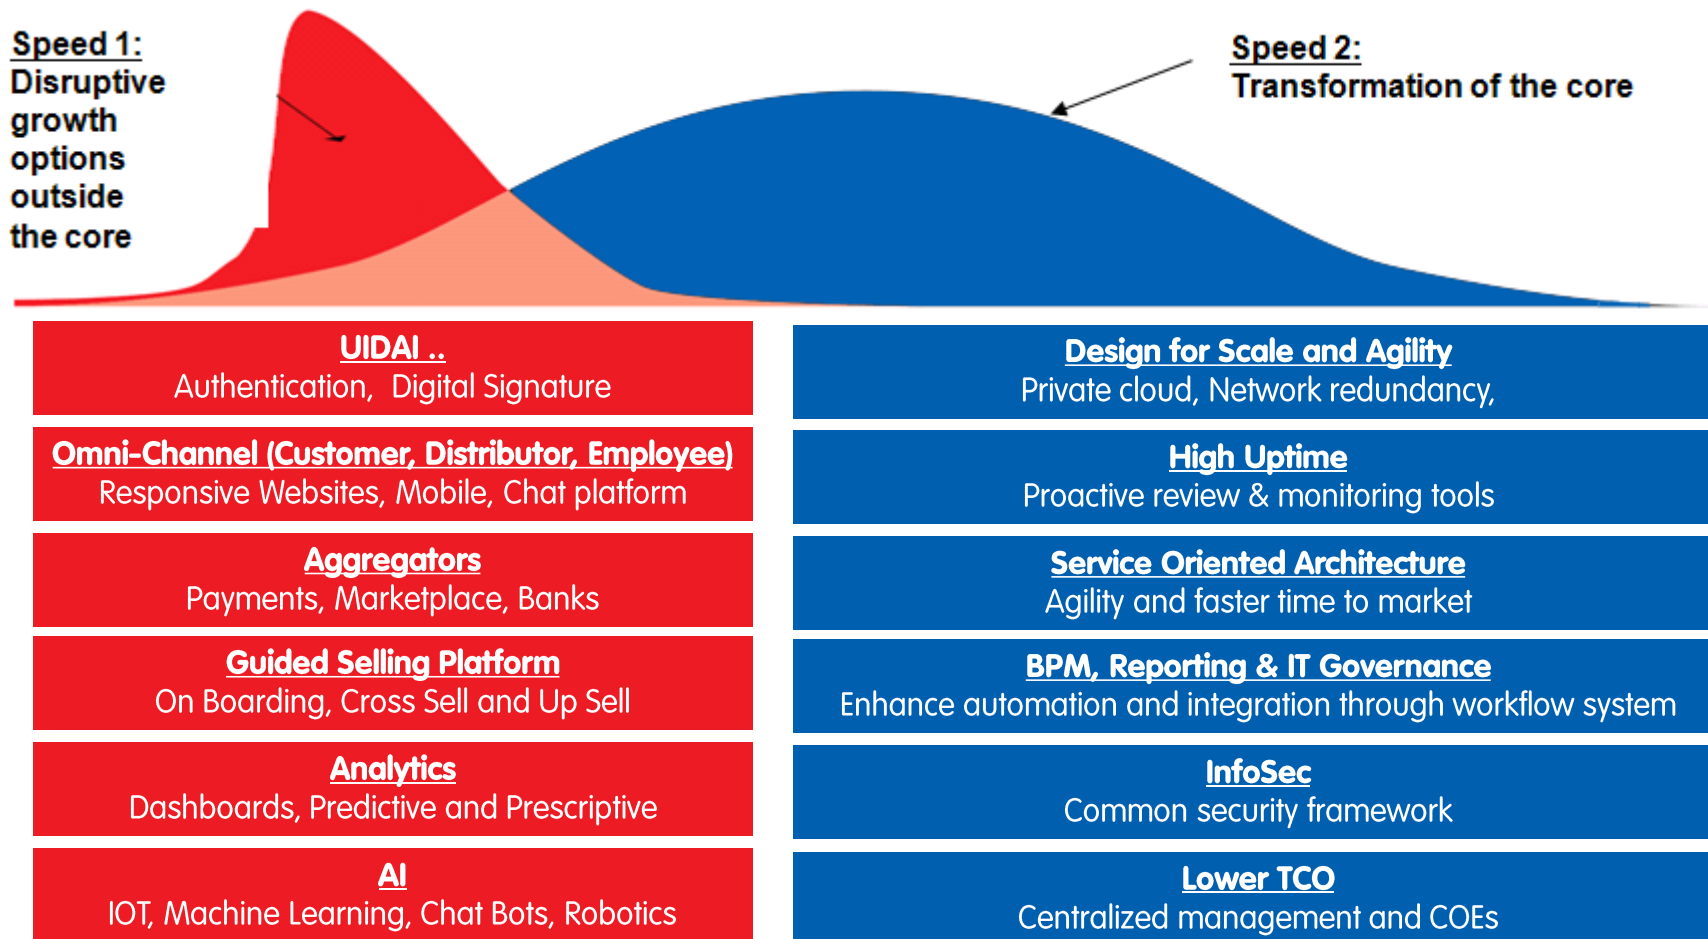 Speed 1:
Disruptive
growth
options
outside
the core
Speed 2:
Transformation of the core
UIDAI ..
Authentication, Digital Signature
Omni-Channel (Customer, Distributor, Employee)
Responsive Websites, Mobile, Chat platform
Aggregators
Payments, Marketplace, Banks
Guided Selling Platform
On Boarding, Cross Sell and Up Sell
Analytics
Dashboards, Predictive and Prescriptive
AI
IOT, Machine Learning, Chat Bots, Robotics
Design for Scale and Agility
Private cloud, Network redundancy,
High Uptime
Proactive review & monitoring tools
Service Oriented Architecture
Agility and faster time to market
BPM, Reporting & IT Governance
Enhance automation and integration through workflow system
InfoSec
Common security framework
Lower TCO
Centralized management and COEs